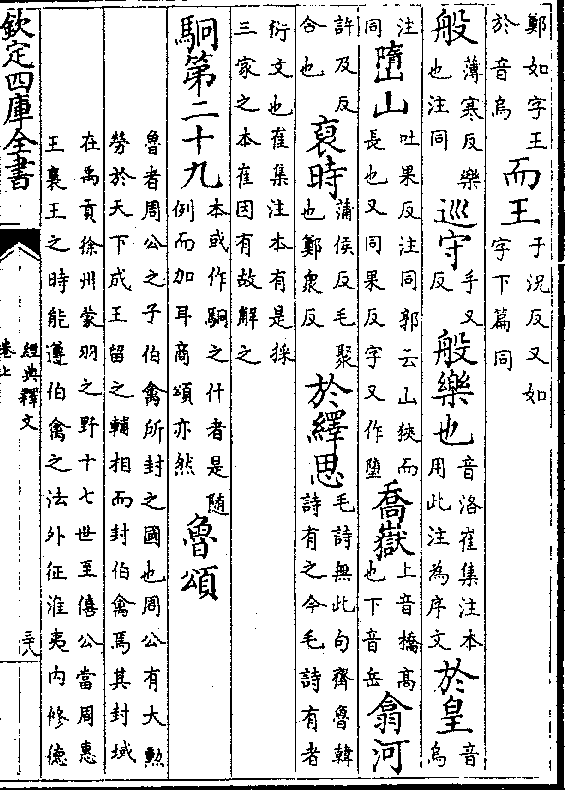 鄭如字王於音烏而王于況反又如字下篇同
般薄寒反樂也注同巡守手又反般樂也音洛崔集注本用此注為序文於皇音烏
注同墮山吐果反注同郭云山狹而長也又同果反字又作墮喬嶽上音橋高也下音岳翕河
許及反合也裒時蒲侯反毛聚也鄭衆反於繹思毛詩無此句齊魯韓詩有之今毛詩有者
衍文也崔集注本有是採三家之本崔因有故解之
駉第二十九本或作駉之什者是随例而加耳商頌亦然魯頌
魯者周公之子伯禽所封之國也周公有大勲
勞於天下成王留之輔相而封伯禽焉其封域
在禹貢徐州蒙羽之野十七世至僖公當周惠
王襄王之時能遵伯禽之法外征淮夷内修德
欽定四庫全書
經典釋文
卷上
三八